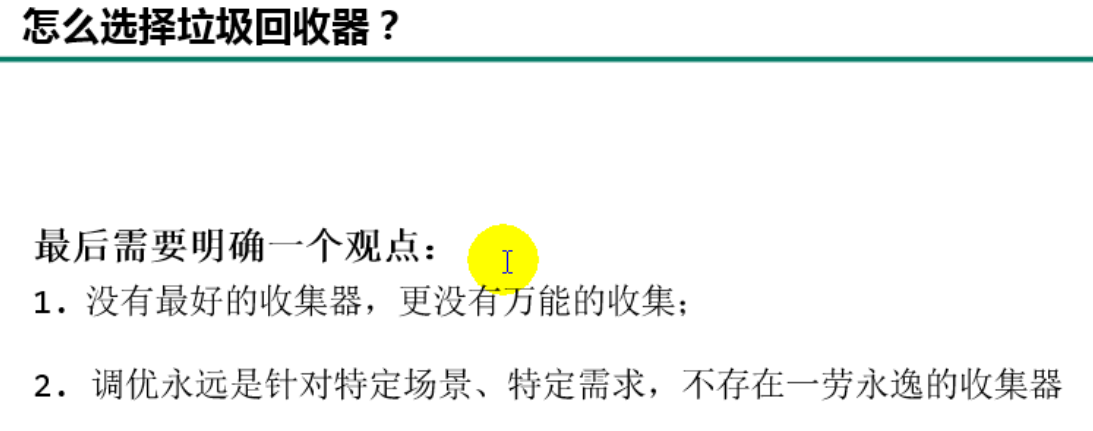 怎么选择垃圾回收器？
最后需要明确一个观点：
1. 没有最好的收集器，更没有万能的收集；
2. 调优永远是针对特定场景、特定需求，不存在一劳永逸的收集器